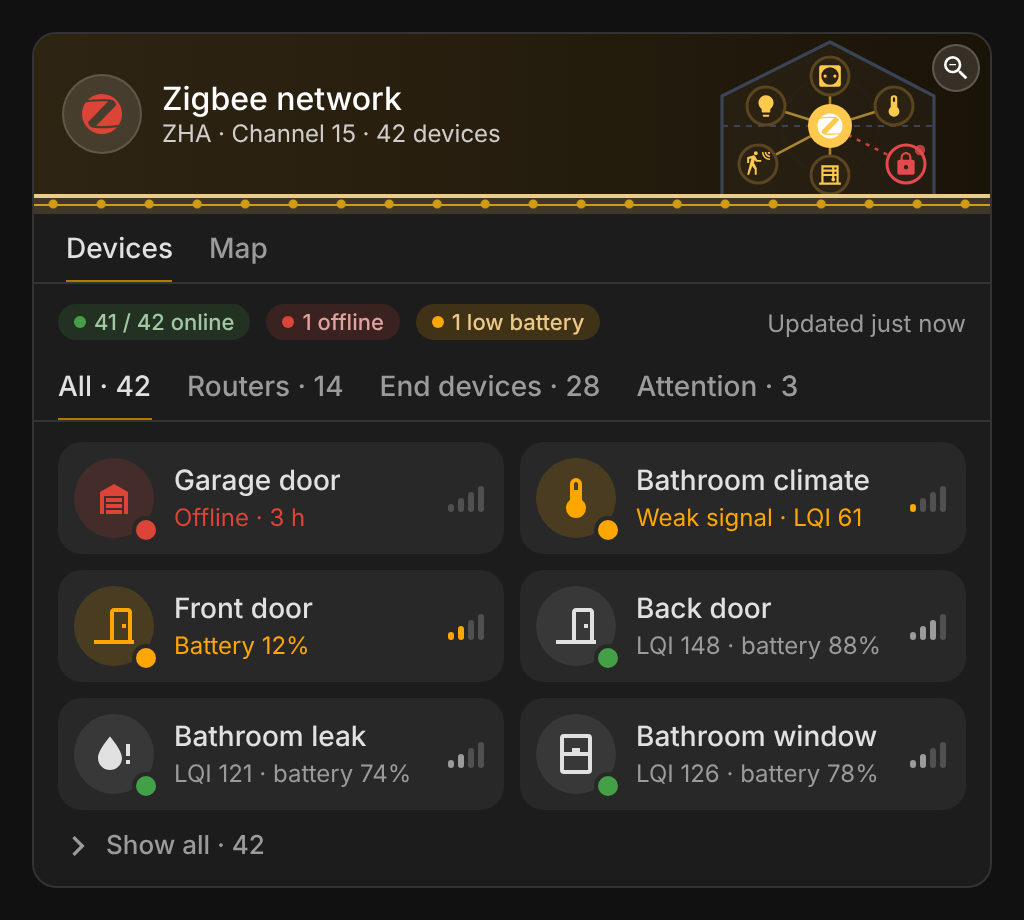 Zigbee network
ZHA · Channel 15 · 42 devices
Devices Map
41 / 42 online 1 offline 1 low battery Updated just now
All · 42 Routers · 14 End devices · 28 Attention · 3
Garage door
Offline · 3 h
Bathroom climate
Weak signal · LQI 61
Front door
Battery 12%
Back door
LQI 148 · battery 88%
Bathroom leak
LQI 121 · battery 74%
Bathroom window
LQI 126 · battery 78%
Show all · 42